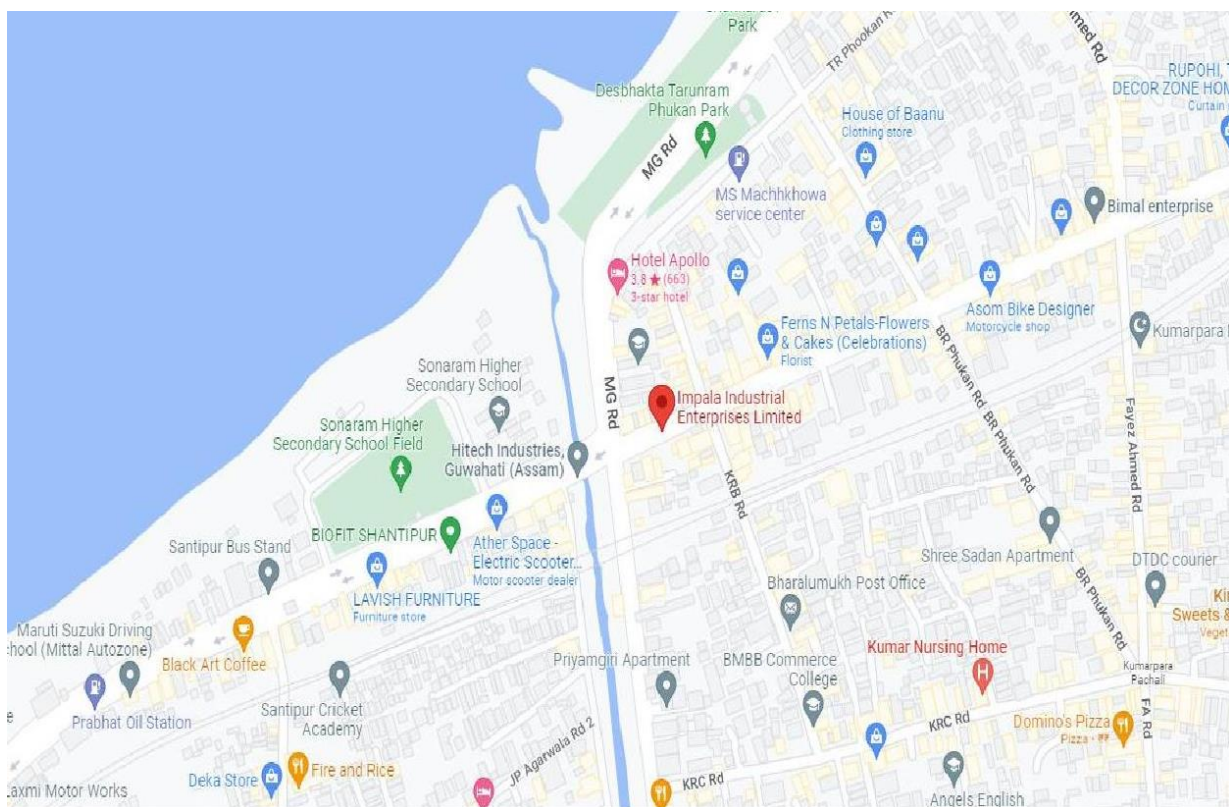 Park
TR Phookan R
med Rd
Desbhakta Tarunram
Phukan Park
MG Rd
RUPOHI, T
DECOR ZONE HOM
Curtain
House of Baanu
Clothing store
MS Machhkhowa
service center
Bimal enterprise
Hotel Apollo
3.8 ★ (663)
3-star hotel
Asom Bike Designer
Motorcycle shop
Ferns N Petals-Flowers
& Cakes (Celebrations)
Florist
Kumarpara
BR Phukan Rd
Sonaram Higher
Secondary School
MG Rd
Impala Industrial
Enterprises Limited
BR Phukan Rd
Fayez Ahmed Rd
Sonaram Higher
Secondary School Field
Hitech Industries,
Guwahati (Assam)
KRB Rd
BIOFIT SHANTIPUR
Santipur Bus Stand
Ather Space -
Electric Scooter...
Motor scooter dealer
Shree Sadan Apartment
DTDC courier
Bharalumukh Post Office
BR Phukan Rd
LAVISH FURNITURE
Furniture store
Kin
Sweets &
Veget
Maruti Suzuki Driving
chool (Mittal Autozone)
Black Art Coffee
Priyamgiri Apartment
BMBB Commerce
College
Kumar Nursing Home
Kumarpara
Pachali
e
Prabhat Oil Station
Santipur Cricket
Academy
KRC Rd
FA Rd
Domino's Pizza
Pizza - ₱₱
JP Agarwala Rd 2
Deka Store
Fire and Rice
KRC Rd
Laxmi Motor Works
Angels English